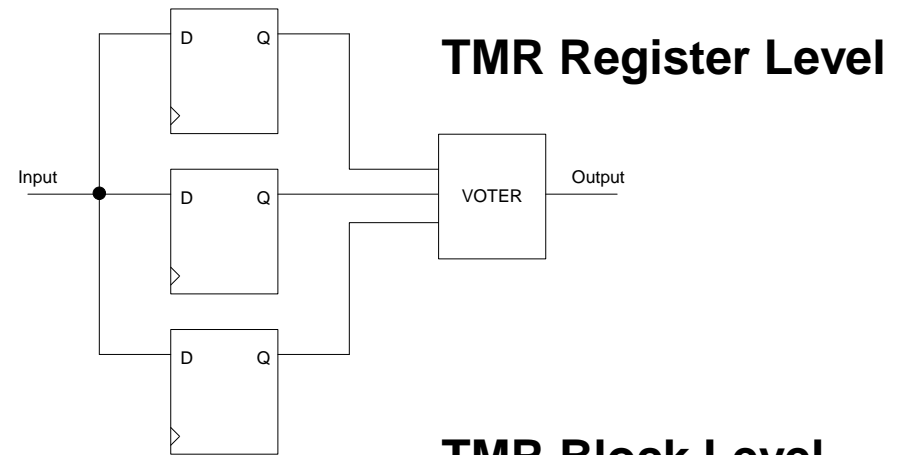 TMR Register Level
D Q
Input
D Q
VOTER
Output
D Q
TMR Block Level